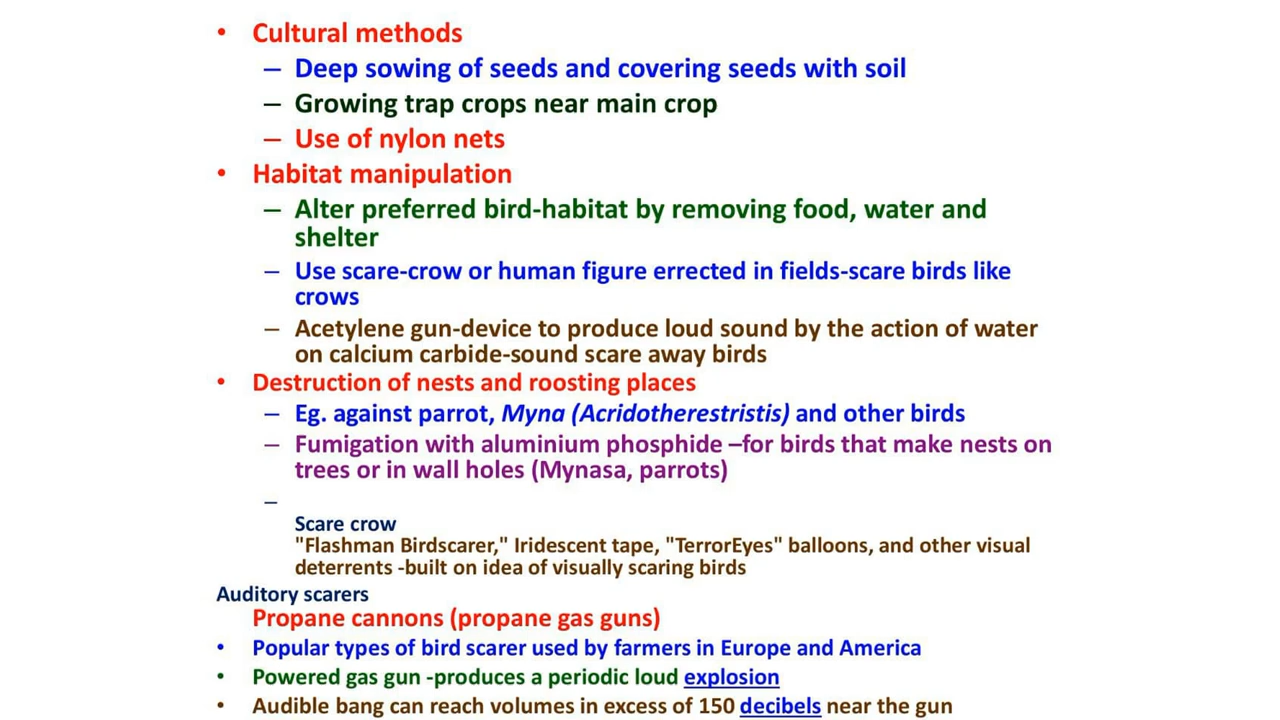 • Cultural methods
– Deep sowing of seeds and covering seeds with soil
– Growing trap crops near main crop
– Use of nylon nets
• Habitat manipulation
– Alter preferred bird-habitat by removing food, water and
shelter
– Use scare-crow or human figure errected in fields-scare birds like
crows
– Acetylene gun-device to produce loud sound by the action of water
on calcium carbide-sound scare away birds
• Destruction of nests and roosting places
– Eg. against parrot, Myna (Acridotherestristis) and other birds
– Fumigation with aluminium phosphide –for birds that make nests on
trees or in wall holes (Mynasa, parrots)
–
Scare crow
"Flashman Birdscarer," Iridescent tape, "TerrorEyes" balloons, and other visual
deterrents -built on idea of visually scaring birds
Auditory scarers
Propane cannons (propane gas guns)
• Popular types of bird scarer used by farmers in Europe and America
• Powered gas gun -produces a periodic loud explosion
• Audible bang can reach volumes in excess of 150 decibels near the gun